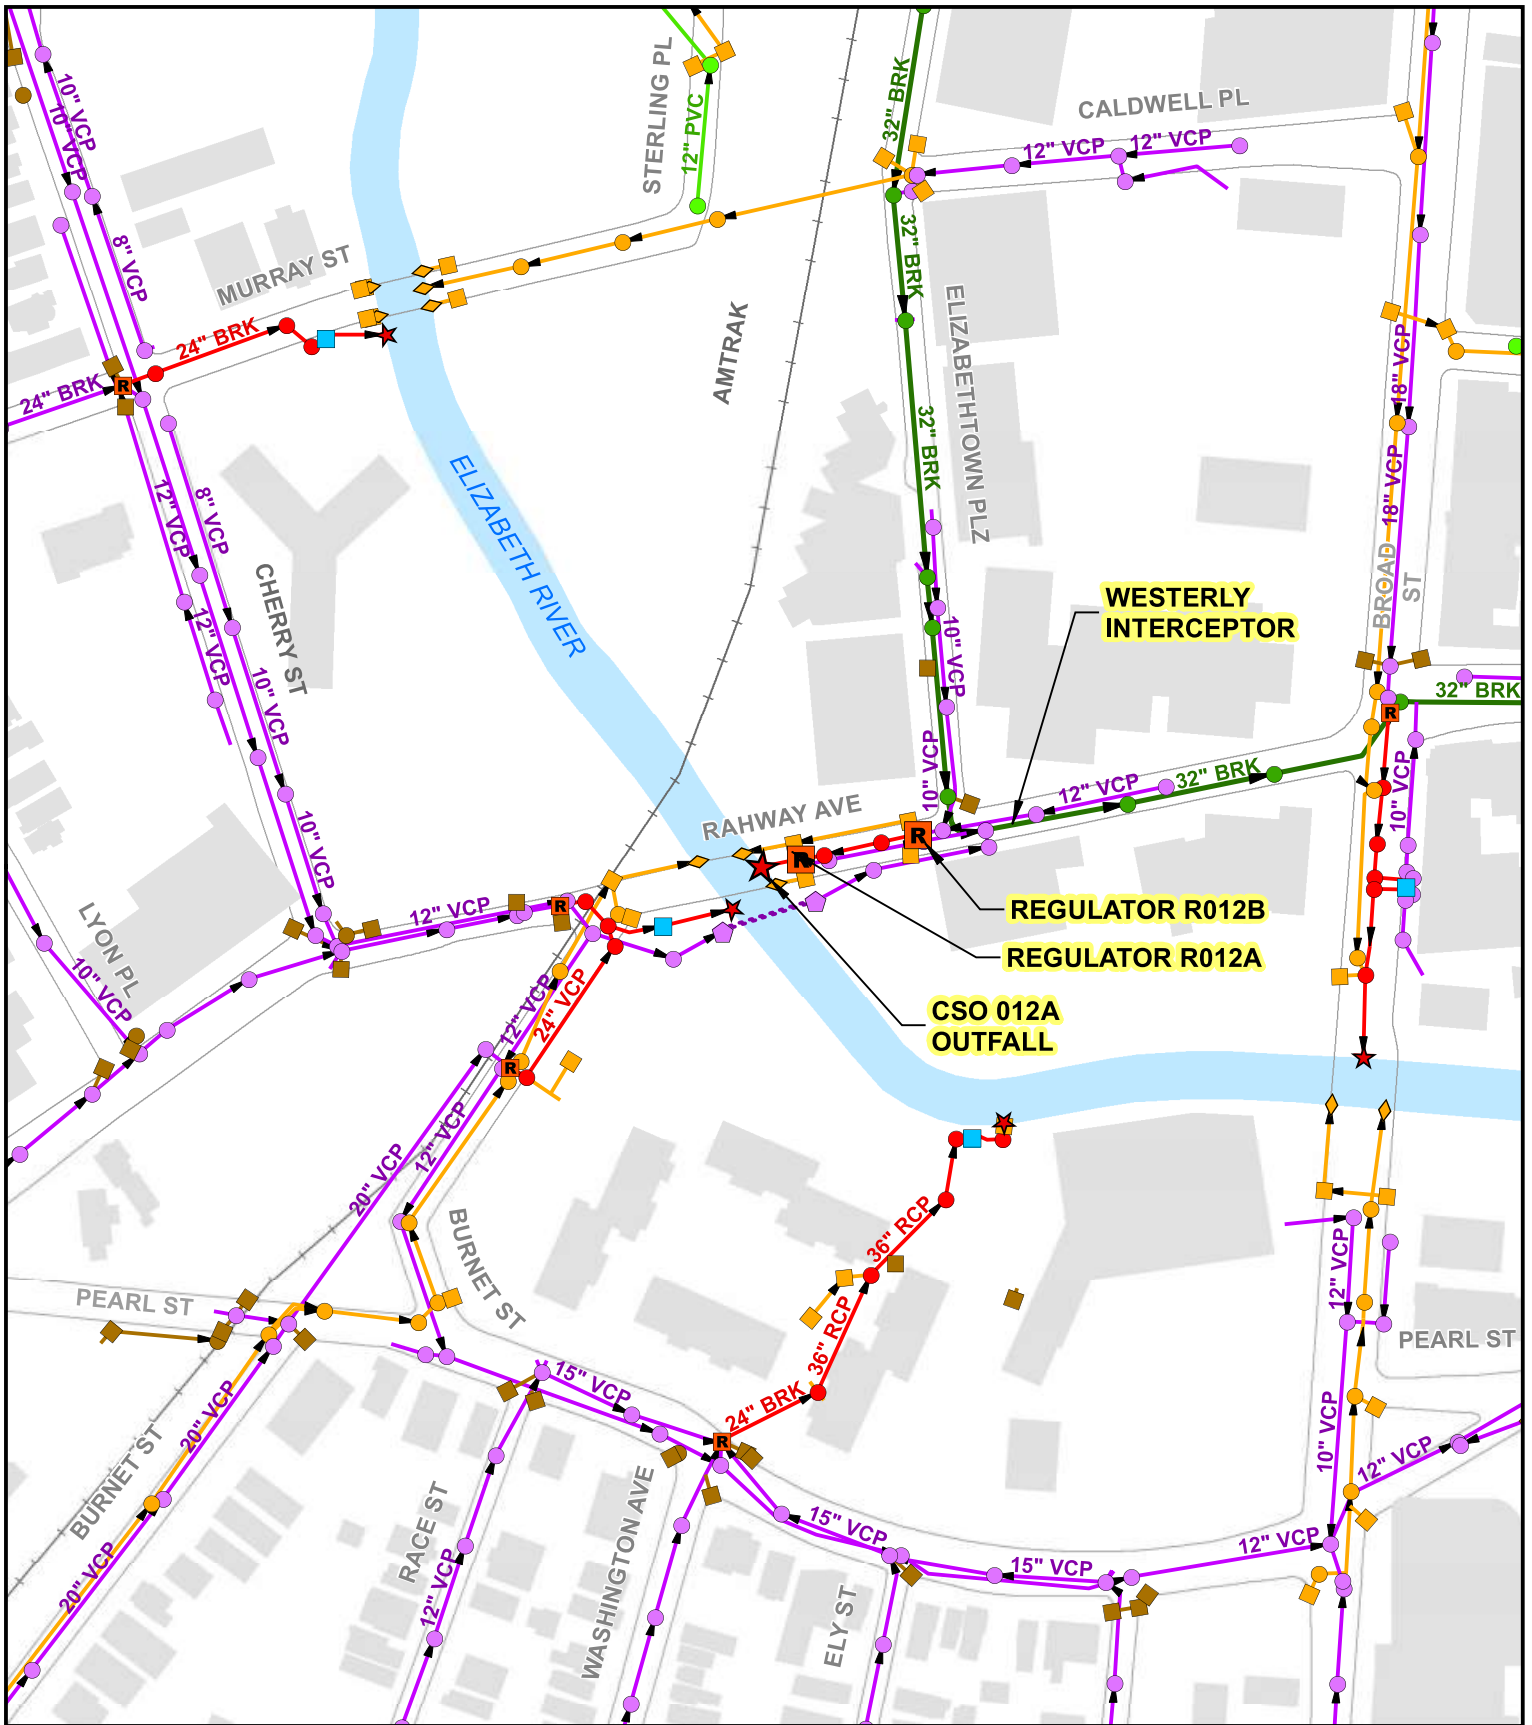 STERLING PL
12" PVC
32" BRK
CALDWELL PL
12" VCP
12" VCP
10" VCP
10" VCP
8" VCP
MURRAY ST
24" BRK
24" BRK
R
32" BRK
ELIZABETHTOWN PLZ
AMTRAK
18" VCP
32" BRK
18" VCP
ELIZABETH RIVER
12" VCP
8" VCP
CHERRY ST
12" VCP
10" VCP
BROAD
ST
WESTERLY
INTERCEPTOR
10" VCP
32" BRK
R
10" VCP
32" BRK
12" VCP
10" VCP
RAHWAY AVE
R
R
10" VCP
12" VCP
R
LYON PL
10" VCP
REGULATOR R012B
REGULATOR R012A
CSO 012A
OUTFALL
12" VCP
24" VCP
R
12" VCP
20" VCP
BURNET ST
PEARL ST
36" RCP
36" RCP
12" VCP
PEARL ST
15" VCP
24" BRK
R
20" VCP
BURNET ST
10" VCP
12" VCP
RACE ST
WASHINGTON AVE
15" VCP
12" VCP
15" VCP
20" VCP
12" VCP
ELY ST